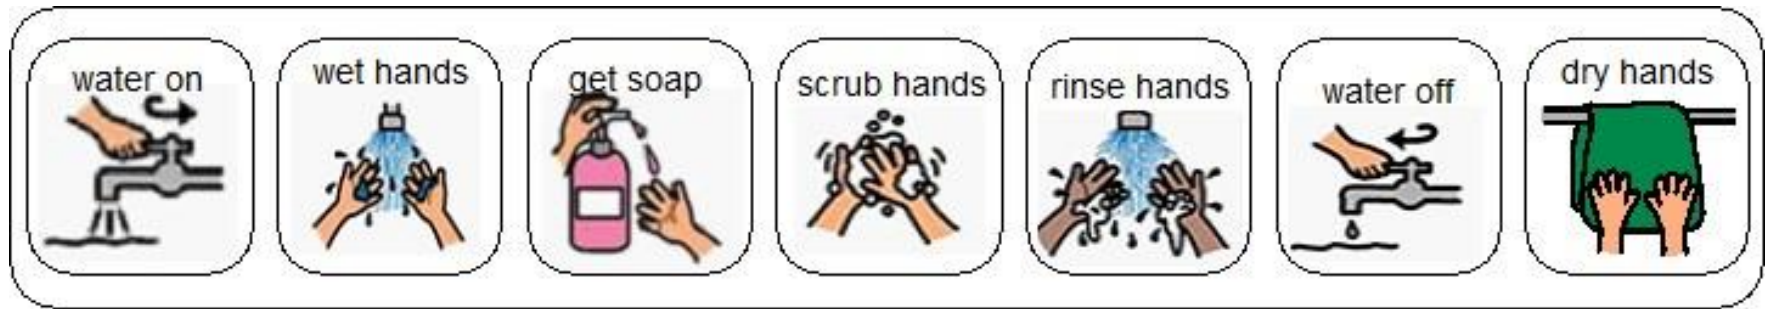 water on
wet hands
get soap
scrub hands
rinse hands
water off
dry hands